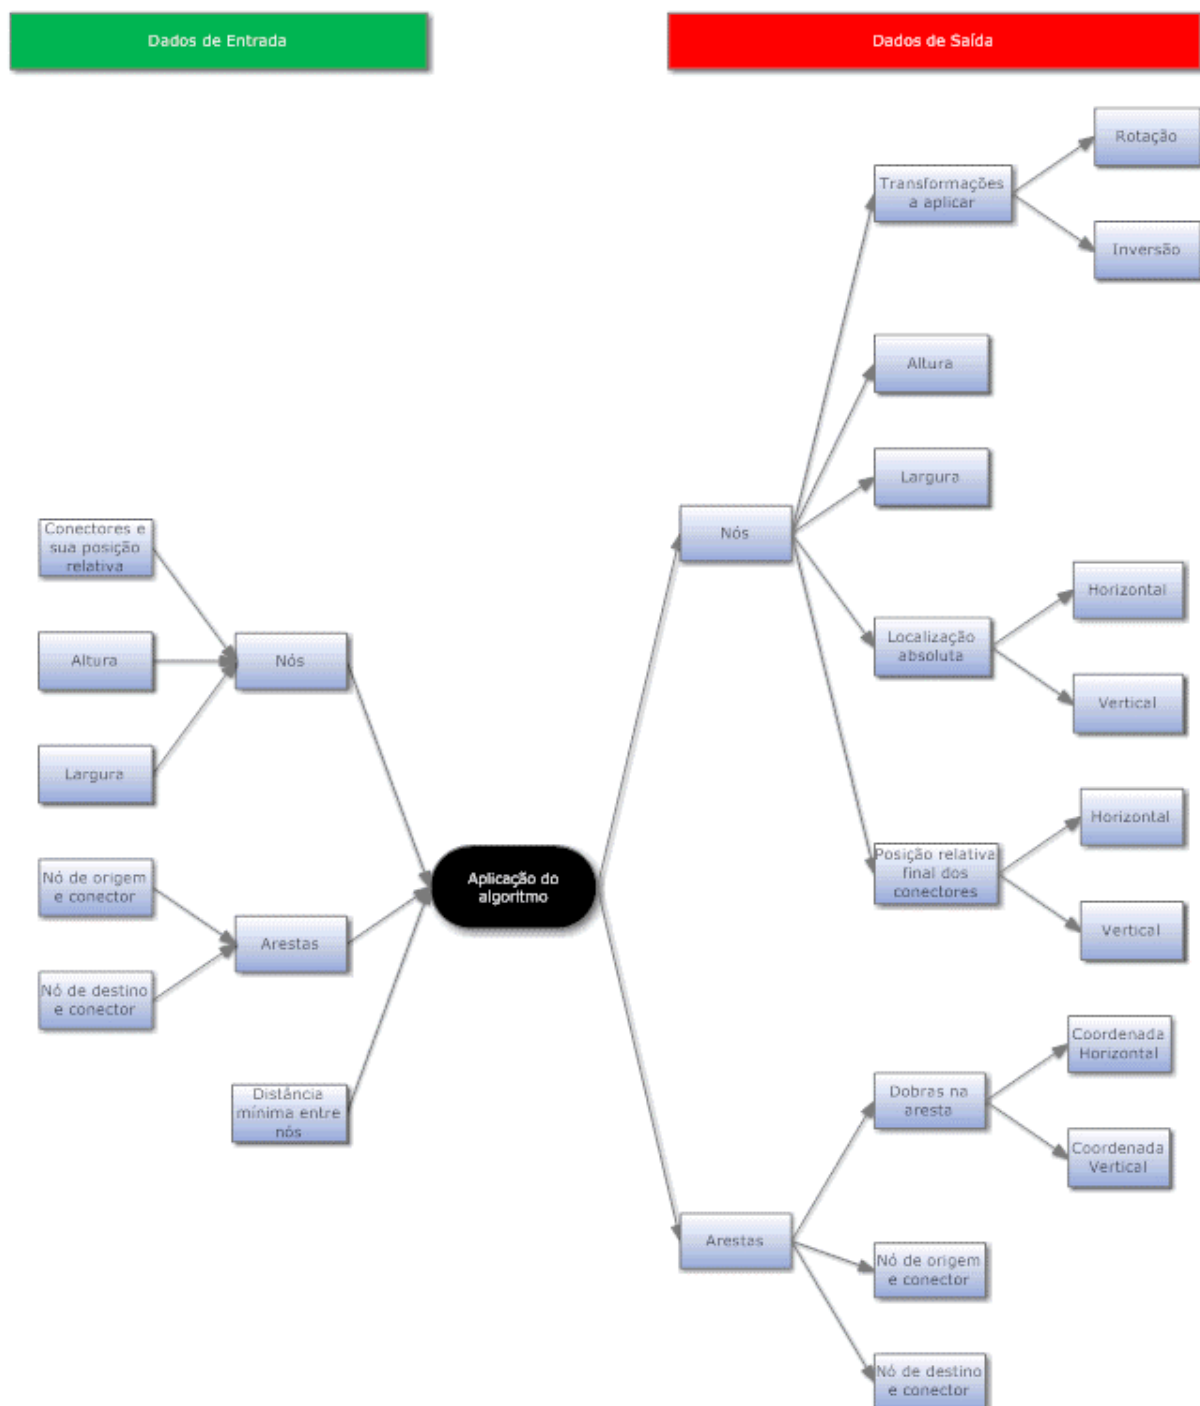 Dados de Entrada
Dados de Saída
Conectores e
sua posição
relativa
Altura
Largura
Nós
Nó de origem
e conector
Nó de destino
e conector
Arestas
Distância
mínima entre
nós
Aplicação do
algoritmo
Nós
Transformações
a aplicar
Rotação
Inversão
Altura
Largura
Localização
absoluta
Horizontal
Vertical
Posição relativa
final dos
conectores
Horizontal
Vertical
Arestas
Dobras na
aresta
Coordenada
Horizontal
Coordenada
Vertical
Nó de origem
e conector
Nó de destino
e conector